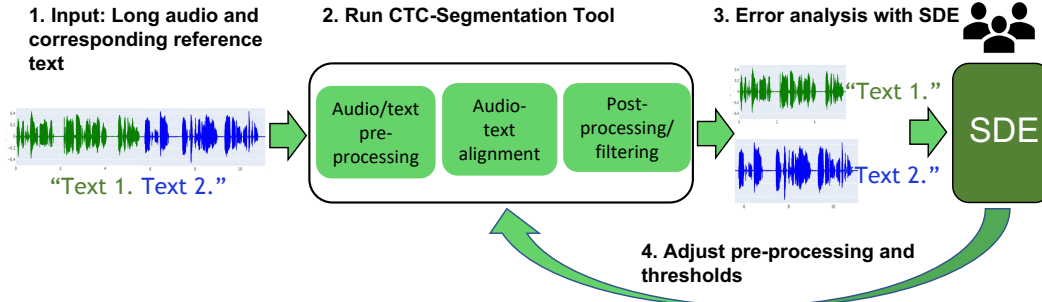 1. Input: Long audio and
corresponding reference
text
"Text 1. Text 2."
2. Run CTC-Segmentation Tool
Audio/text
pre-
processing
Audio-
text
alignment
Post-
processing/
filtering
3. Error analysis with SDE
"Text 1."
Text 2."
SDE
4. Adjust pre-processing and
thresholds